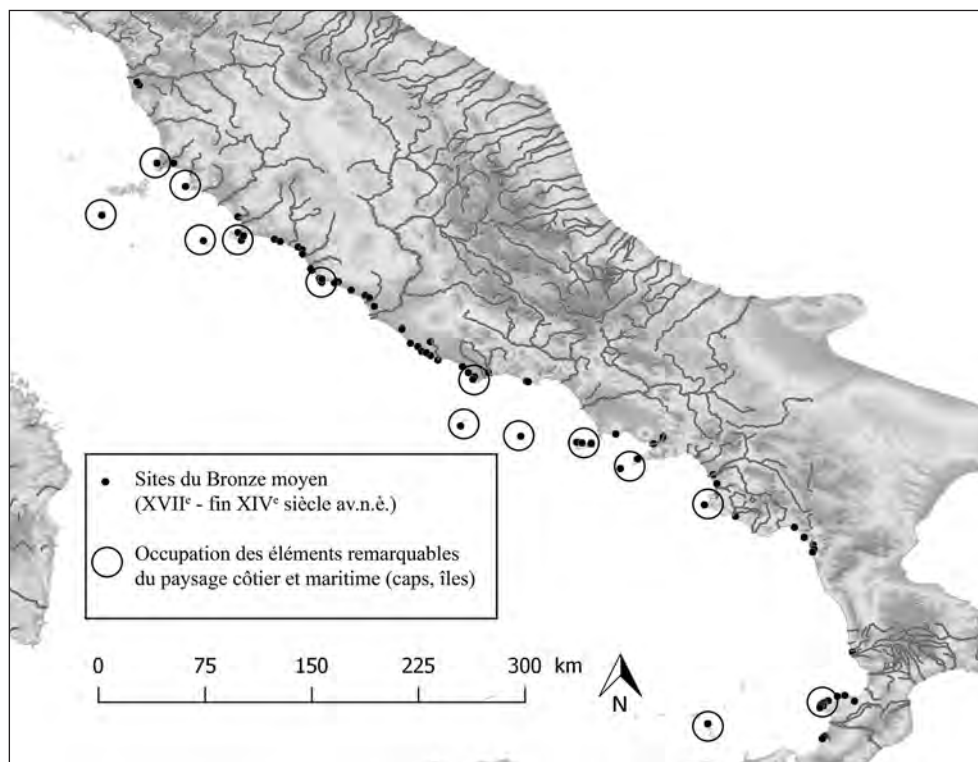 Sites du Bronze moyen
(XVIIᵉ - fin XIVᵉ siècle av.n.è.)
Occupation des éléments remarquables
du paysage côtier et maritime (caps, îles)
0 75 150 225 300 km
N